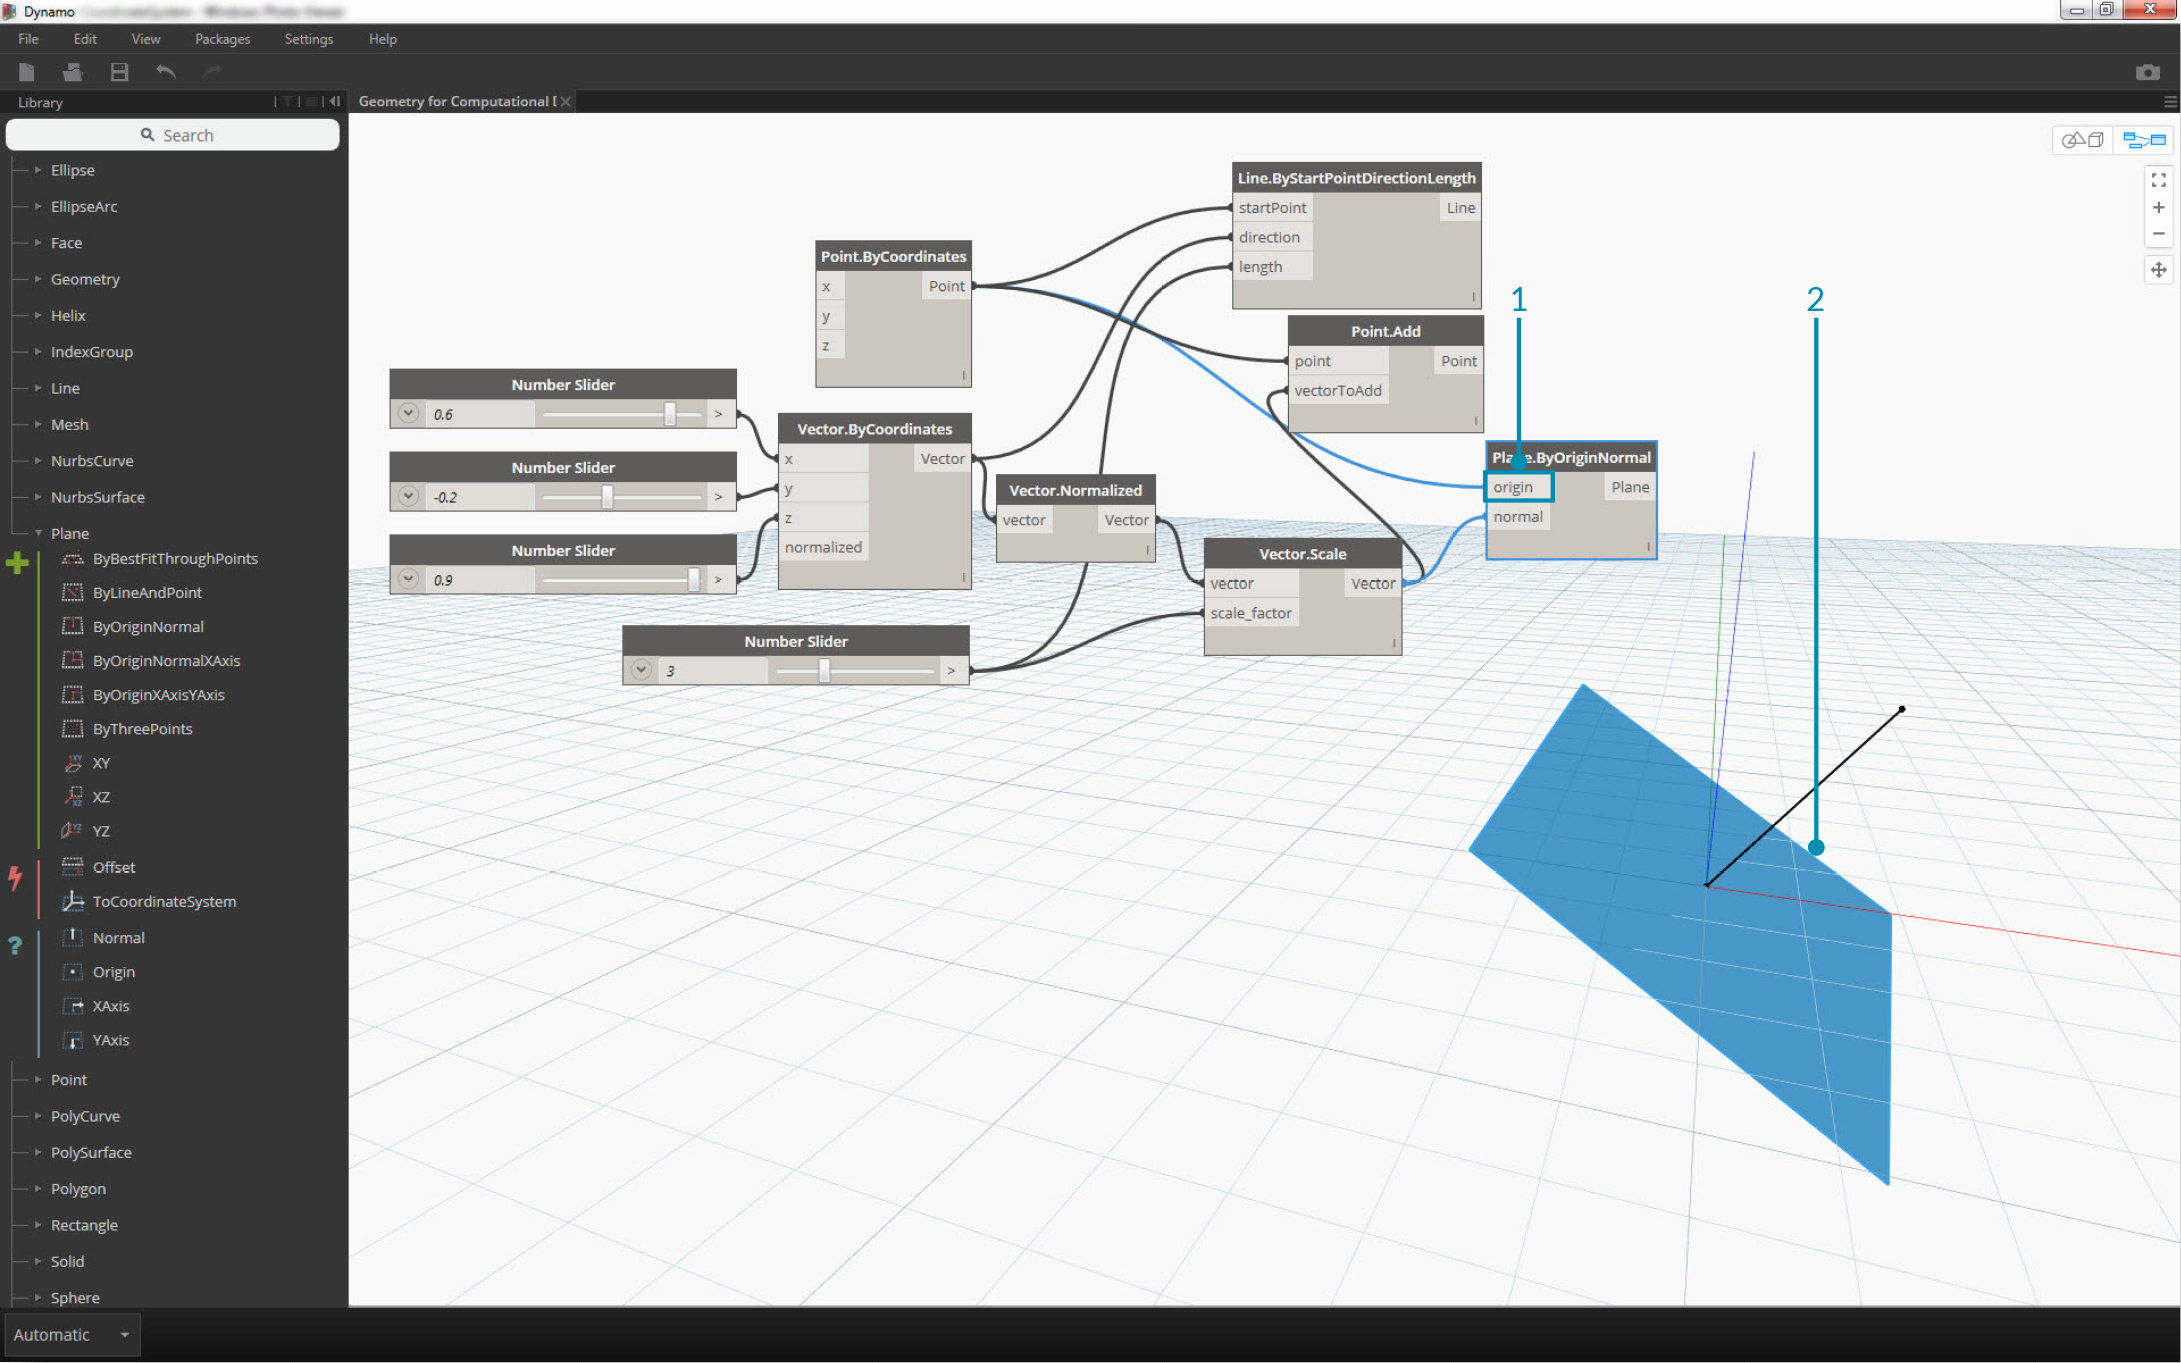 Dynamo
File Edit View Packages Settings Help
Library
Geometry for Computational
Search
Ellipse
EllipseArc
Face
Geometry
Helix
IndexGroup
Line
Mesh
NurbsCurve
NurbsSurface
Plane
ByBestFitThroughPoints
ByLineAndPoint
ByOriginNormal
ByOriginNormalXAxis
ByOriginXAxisYAxis
ByThreePoints
XY
XZ
YZ
Offset
ToCoordinateSystem
Normal
Origin
XAxis
YAxis
Point
PolyCurve
PolySurface
Polygon
Rectangle
Solid
Sphere
Automatic
Number Slider
0.6 >
Number Slider
-0.2 >
Number Slider
0.9 >
Number Slider
3 >
Point.ByCoordinates
x Point
y
z
Vector.ByCoordinates
x Vector
y
z
normalized
Vector.Normalized
vector Vector
Vector.Scale
vector Vector
scale_factor
Line.ByStartPointDirectionLength
startPoint Line
direction
length
Point.Add
point Point
vectorToAdd
1
2
.ByOriginNormal
origin Plane
normal